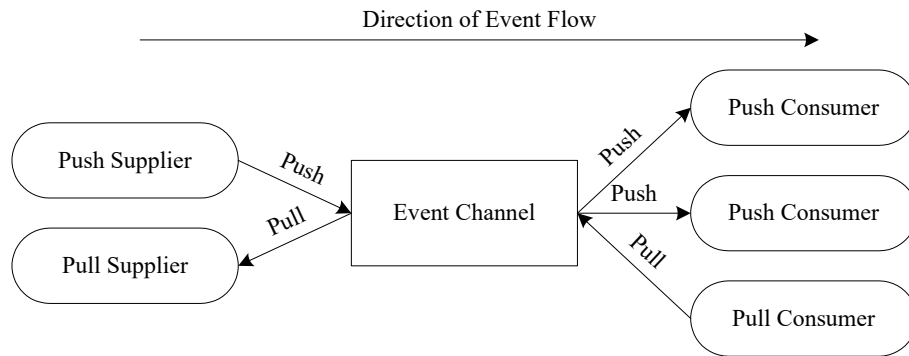 Direction of Event Flow
Push Consumer
Push Supplier
Push
Push
Event Channel
Push
Push Consumer
Pull
Pull Supplier
Pull
Pull Consumer